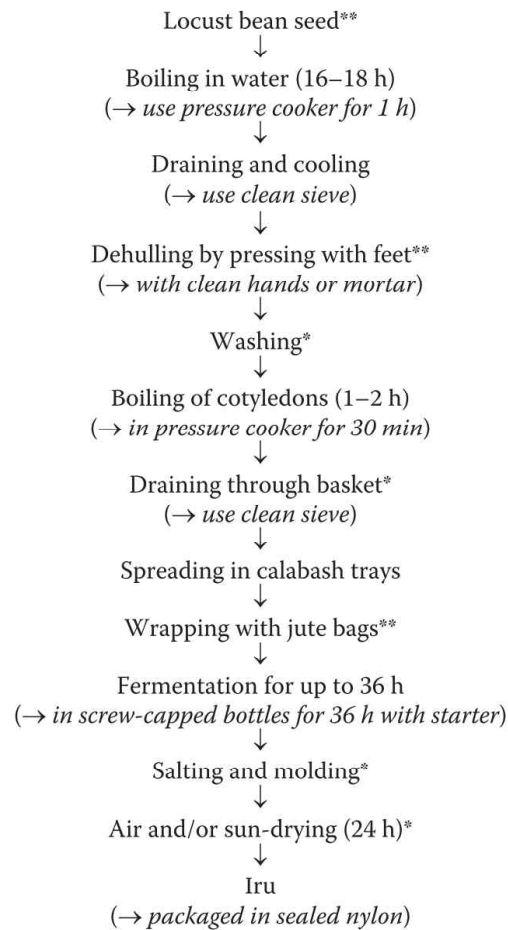 Locust bean seed**
↓
Boiling in water (16–18 h)
(→ use pressure cooker for 1 h)
↓
Draining and cooling
(→ use clean sieve)
↓
Dehulling by pressing with feet**
(→ with clean hands or mortar)
↓
Washing*
↓
Boiling of cotyledons (1–2 h)
(→ in pressure cooker for 30 min)
↓
Draining through basket*
(→ use clean sieve)
↓
Spreading in calabash trays
↓
Wrapping with jute bags**
↓
Fermentation for up to 36 h
(→ in screw-capped bottles for 36 h with starter)
↓
Salting and molding*
↓
Air and/or sun-drying (24 h)*
↓
Iru
(→ packaged in sealed nylon)